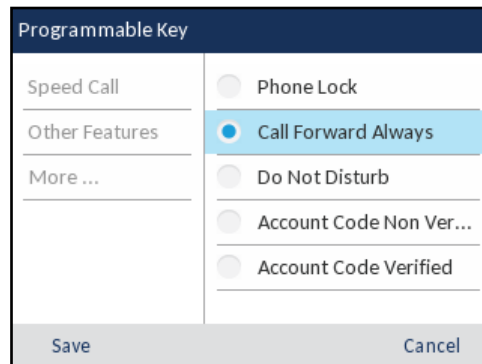 Programmable Key
Speed Call
Other Features
More ...
Phone Lock
Call Forward Always
Do Not Disturb
Account Code Non Ver...
Account Code Verified
Save
Cancel